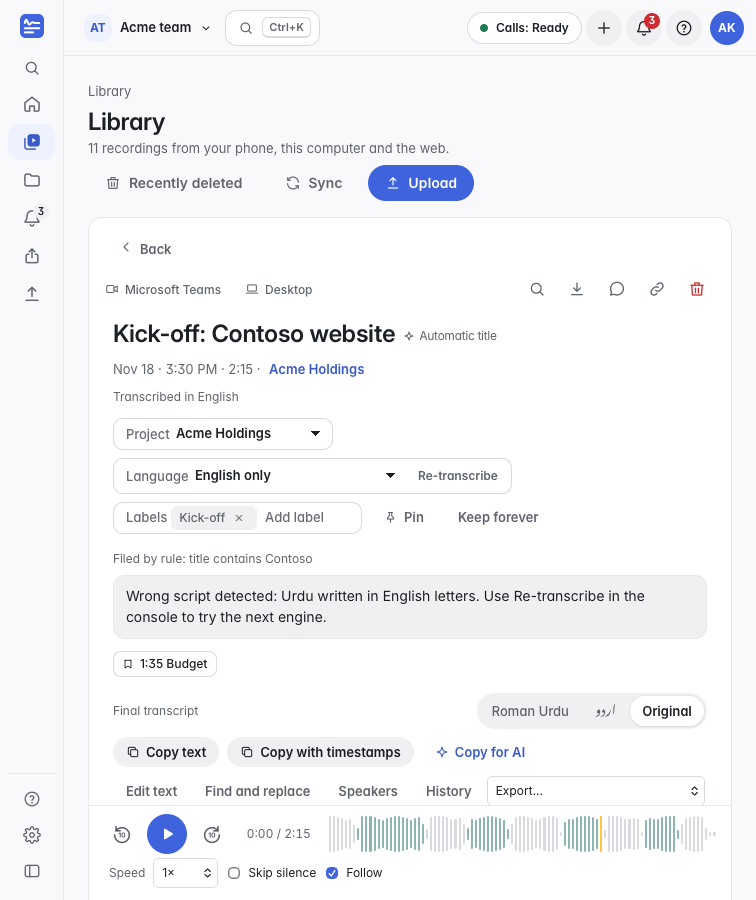 AT Acme team Ctrl+K Calls: Ready 3 AK
Library
Library
11 recordings from your phone, this computer and the web.
Recently deleted Sync Upload
3
Back
Microsoft Teams Desktop
Kick-off: Contoso website Automatic title
Nov 18 · 3:30 PM · 2:15 · Acme Holdings
Transcribed in English
Project Acme Holdings
Language English only Re-transcribe
Labels Kick-off × Add label Pin Keep forever
Filed by rule: title contains Contoso
Wrong script detected: Urdu written in English letters. Use Re-transcribe in the
console to try the next engine.
1:35 Budget
Final transcript Roman Urdu اردو Original
Copy text Copy with timestamps Copy for AI
Edit text Find and replace Speakers History Export...
10 10 0:00 / 2:15
Speed 1× Skip silence Follow